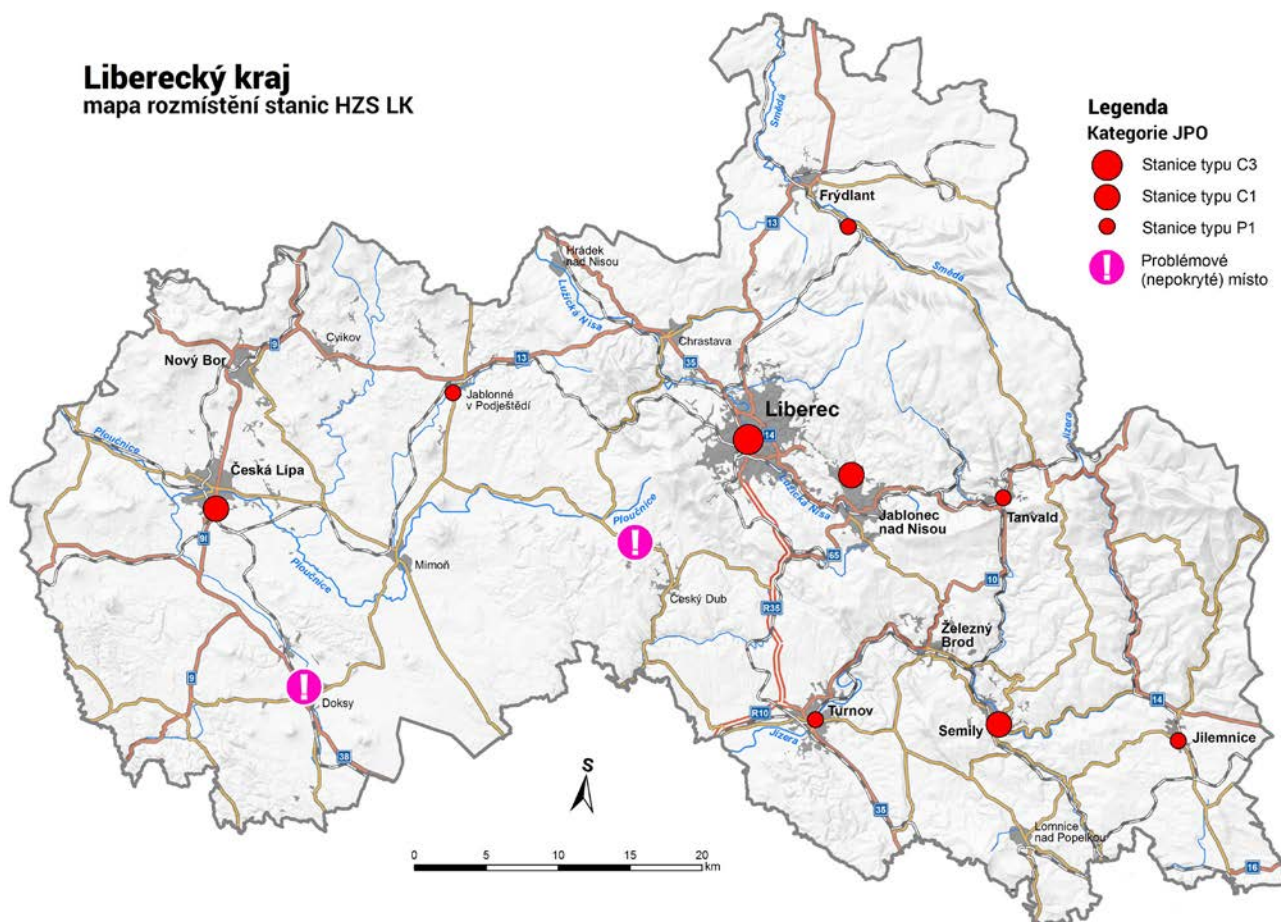 Liberecký kraj
mapa rozmístění stanic HZS LK
Legenda
Kategorie JPO
Stanice typu C3
Stanice typu C1
Stanice typu P1
!
Problémové
(nepokryté) místo
Smědá
Frýdlant
13
Smědá
Hrádek
nad Nisou
Lužická Nisa
Chrastava
35
9
Cvikov
Nový Bor
13
Jablonné
v Podještědí
Liberec
14
Jizera
Ploučnice
Česká Lípa
Lužická Nisa
Jablonec
nad Nisou
Tanvald
Ploučnice
!
9
Ploučnice
Mimoň
65
10
Český Dub
R35
Železný
Brod
9
!
Doksy
14
R10
Turnov
Semily
Jilemnice
Jizera
38
S
35
Lomnice
nad Popelkou
0 5 10 15 20
km
16